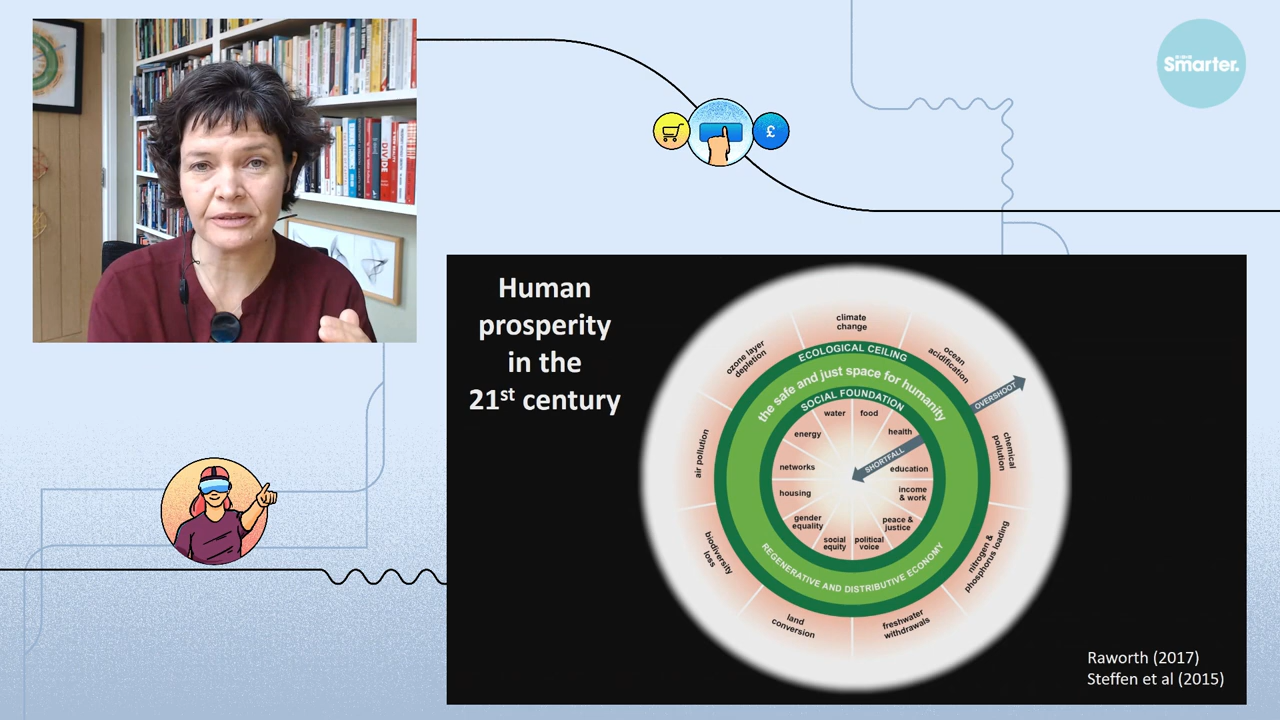 Smarter.
£
DIVIDE
Human
prosperity
in the
21st century
climate
change
ocean
acidification
chemical
pollution
nitrogen &
phosphorus loading
freshwater
withdrawals
land
conversion
biodiversity
loss
air pollution
ozone layer
depletion
OVERSHOOT
ECOLOGICAL CEILING
the safe and just space for humanity
SOCIAL FOUNDATION
water
food
health
SHORTFALL
education
income
& work
peace &
justice
political
voice
social
equity
gender
equality
housing
networks
energy
REGENERATIVE AND DISTRIBUTIVE ECONOMY
Raworth (2017)
Steffen et al (2015)